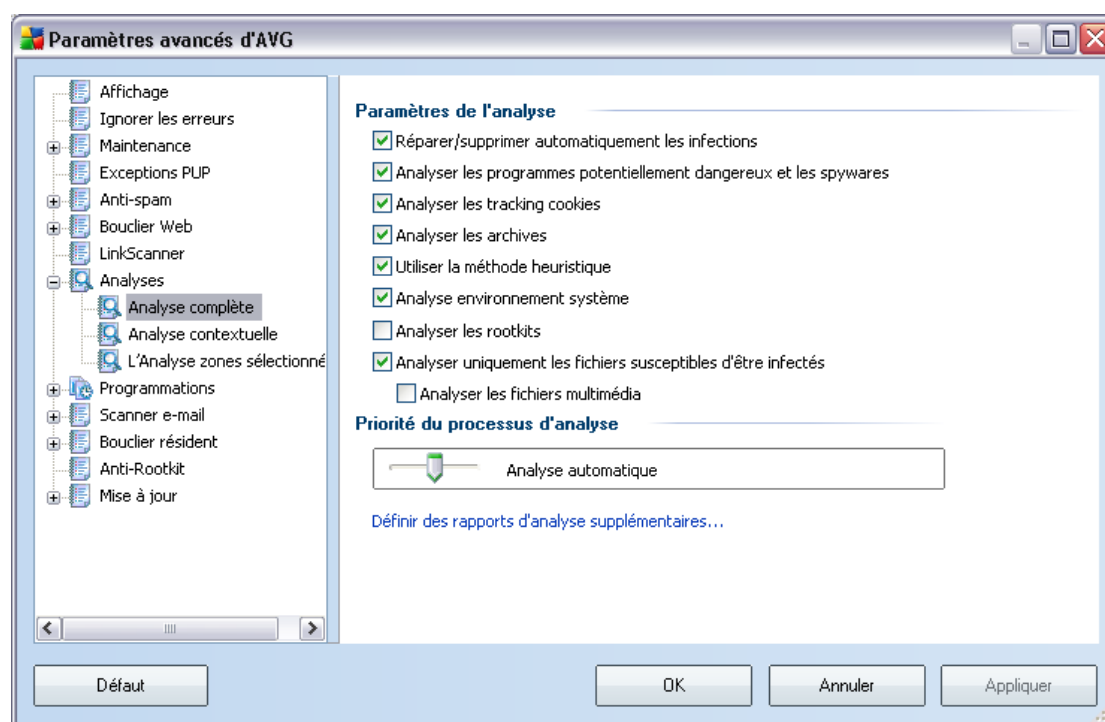 Paramètres avancés d'AVG
Affichage
Ignorer les erreurs
Maintenance
Exceptions PUP
Anti-spam
Bouclier Web
LinkScanner
Analyses
Analyse complète
Analyse contextuelle
L'Analyse zones sélectionné
Programmations
Scanner e-mail
Bouclier résident
Anti-Rootkit
Mise à jour
Paramètres de l'analyse
Réparer/supprimer automatiquement les infections
Analyser les programmes potentiellement dangereux et les spywares
Analyser les tracking cookies
Analyser les archives
Utiliser la méthode heuristique
Analyse environnement système
Analyser les rootkits
Analyser uniquement les fichiers susceptibles d'être infectés
Analyser les fichiers multimédia
Priorité du processus d'analyse
Analyse automatique
Définir des rapports d'analyse supplémentaires...
Défaut
OK
Annuler
Appliquer